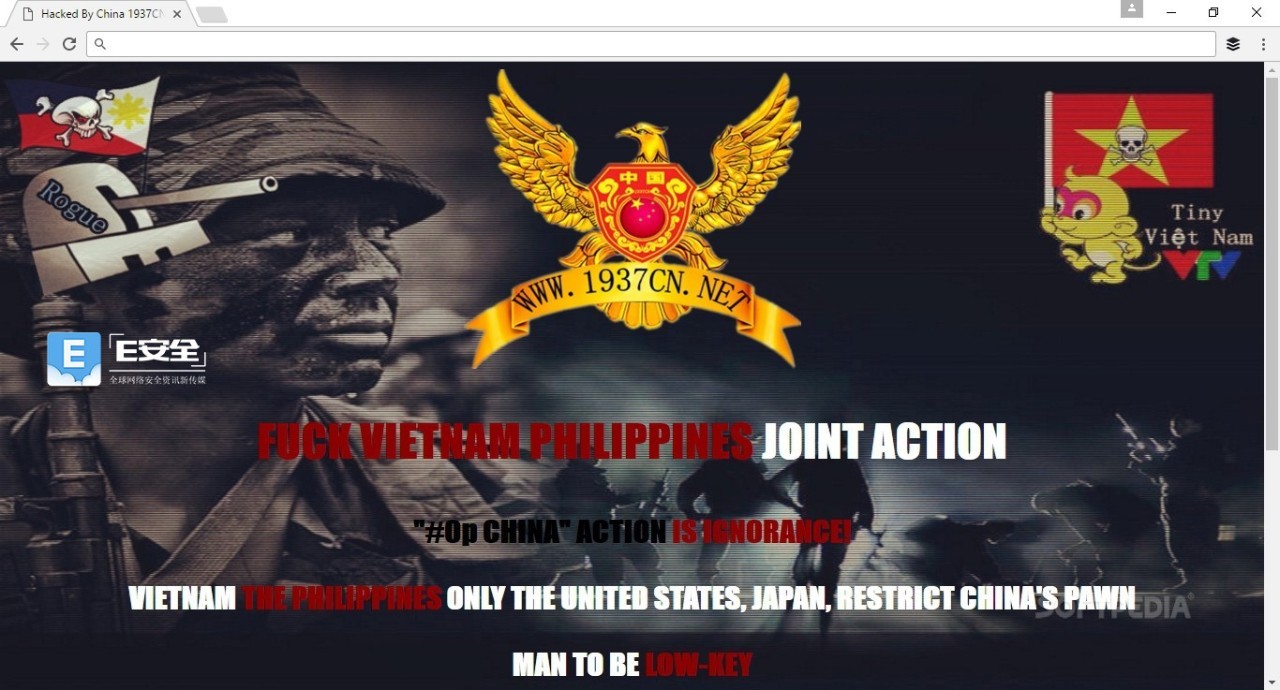 Hacked By China 1937CN
Rogue
中国
WWW.1937CN.NET
Tiny
Việt Nam
VTV
E
「E安全」
全球网络安全资讯新传媒
FUCK VIETNAM PHILIPPINES JOINT ACTION
"#Op CHINA" ACTION IS IGNORANCE!
VIETNAM THE PHILIPPINES ONLY THE UNITED STATES, JAPAN, RESTRICT CHINA'S PAWN
SOFTPEDIA®
MAN TO BE LOW-KEY